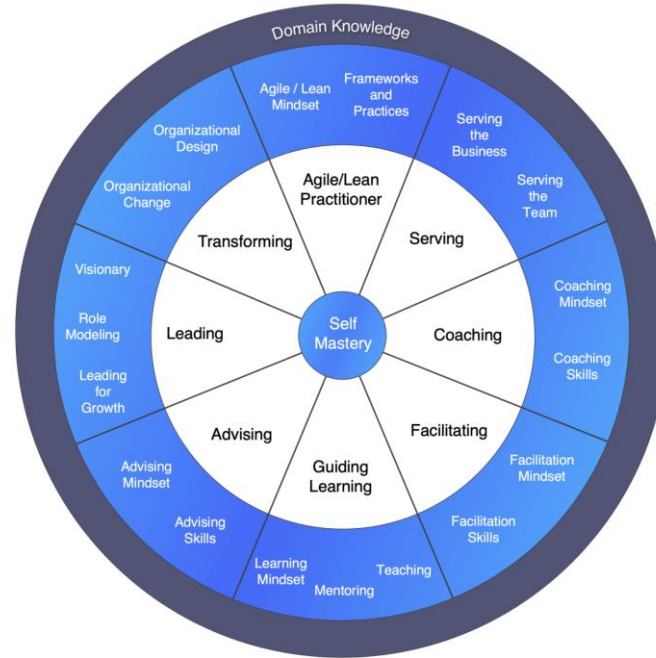 Domain Knowledge
Agile / Lean
Mindset
Frameworks
and
Practices
Serving
the
Business
Serving
the
Team
Coaching
Mindset
Coaching
Skills
Facilitation
Mindset
Facilitation
Skills
Teaching
Mentoring
Learning
Mindset
Advising
Skills
Advising
Mindset
Leading
for
Growth
Role
Modeling
Visionary
Organizational
Change
Organizational
Design
Agile/Lean
Practitioner
Serving
Coaching
Facilitating
Guiding
Learning
Advising
Leading
Transforming
Self
Mastery